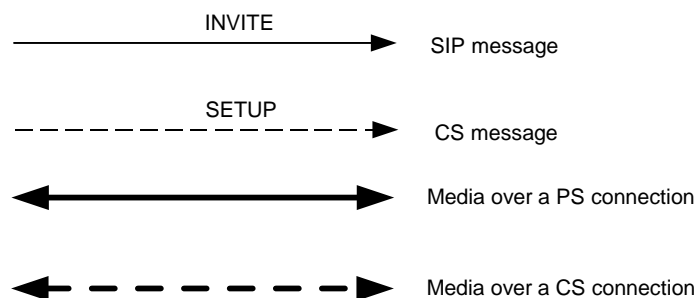 INVITE
SIP message
SETUP
CS message
Media over a PS connection
Media over a CS connection